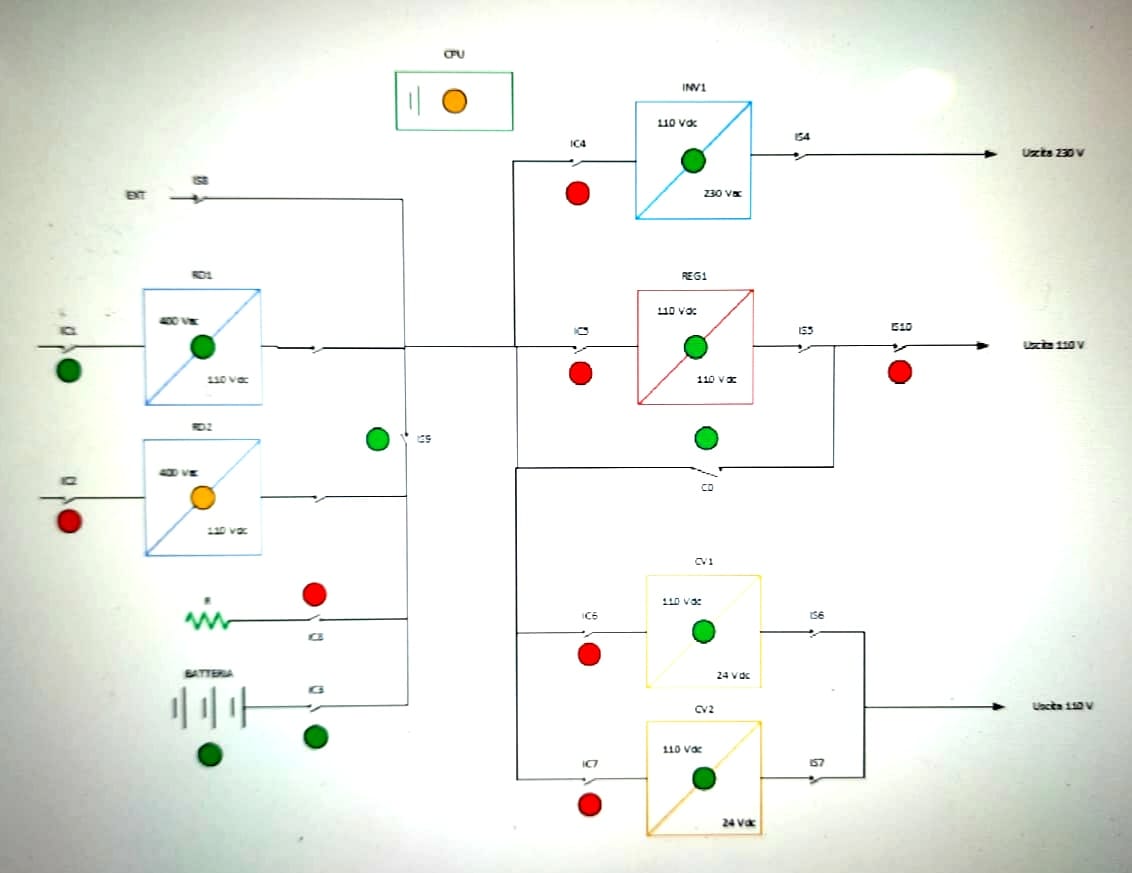 CPU
INV1
110 Vdc
IC4
IS4
Uscita 230 V
230 Vac
IS8
EXT
RD1
REG1
400 Vac
110 Vdc
IC1
IC5
IS5
IS10
Uscita 110 V
110 Vdc
110 Vdc
RD2
IS9
400 Vac
IC2
CD
110 Vdc
CV1
R
110 Vdc
IC6
IS6
IC8
BATTERIA
24 Vdc
IC3
CV2
Uscita 110 V
110 Vdc
IC7
IS7
24 Vdc